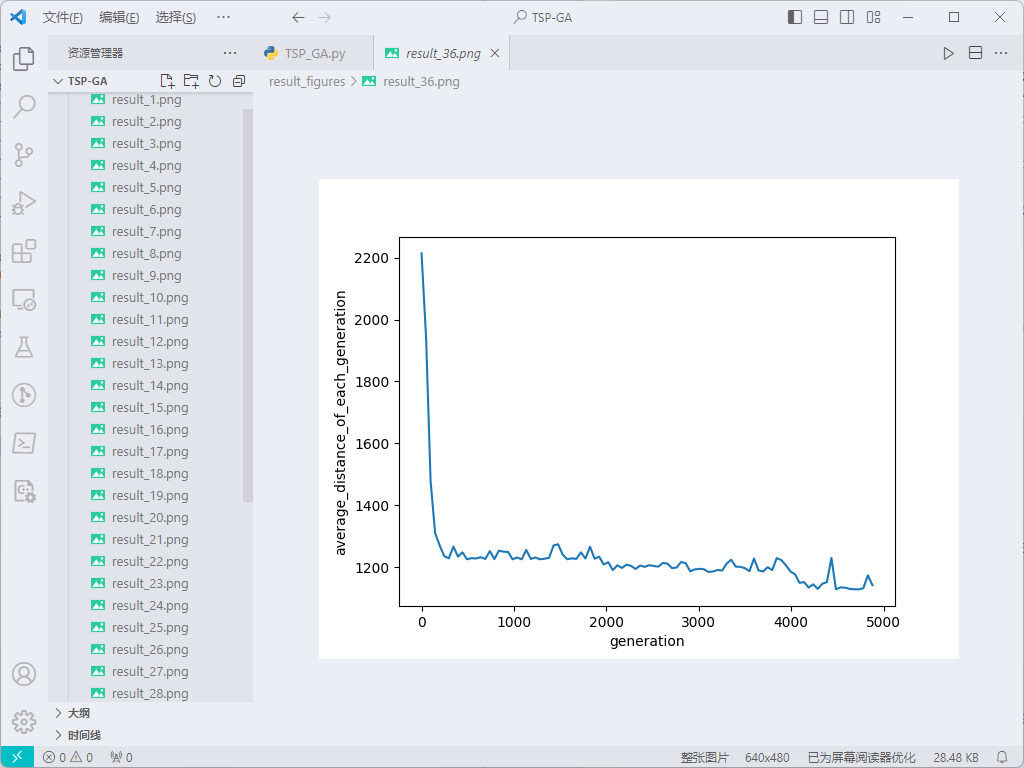 文件(F) 编辑(E) 选择(S) ··· TSP-GA
资源管理器 ··· TSP_GA.py result_36.png
TSP-GA result_figures > result_36.png
result_1.png
result_2.png
result_3.png
result_4.png
result_5.png
result_6.png
result_7.png
result_8.png
result_9.png
result_10.png
result_11.png
result_12.png
result_13.png
result_14.png
result_15.png
result_16.png
result_17.png
result_18.png
result_19.png
result_20.png
result_21.png
result_22.png
result_23.png
result_24.png
result_25.png
result_26.png
result_27.png
result_28.png
大纲
时间线
average_distance_of_each_generation
2200
2000
1800
1600
1400
1200
0 1000 2000 3000 4000 5000
generation
0 0 0 整张图片 640x480 已为屏幕阅读器优化 28.48 KB